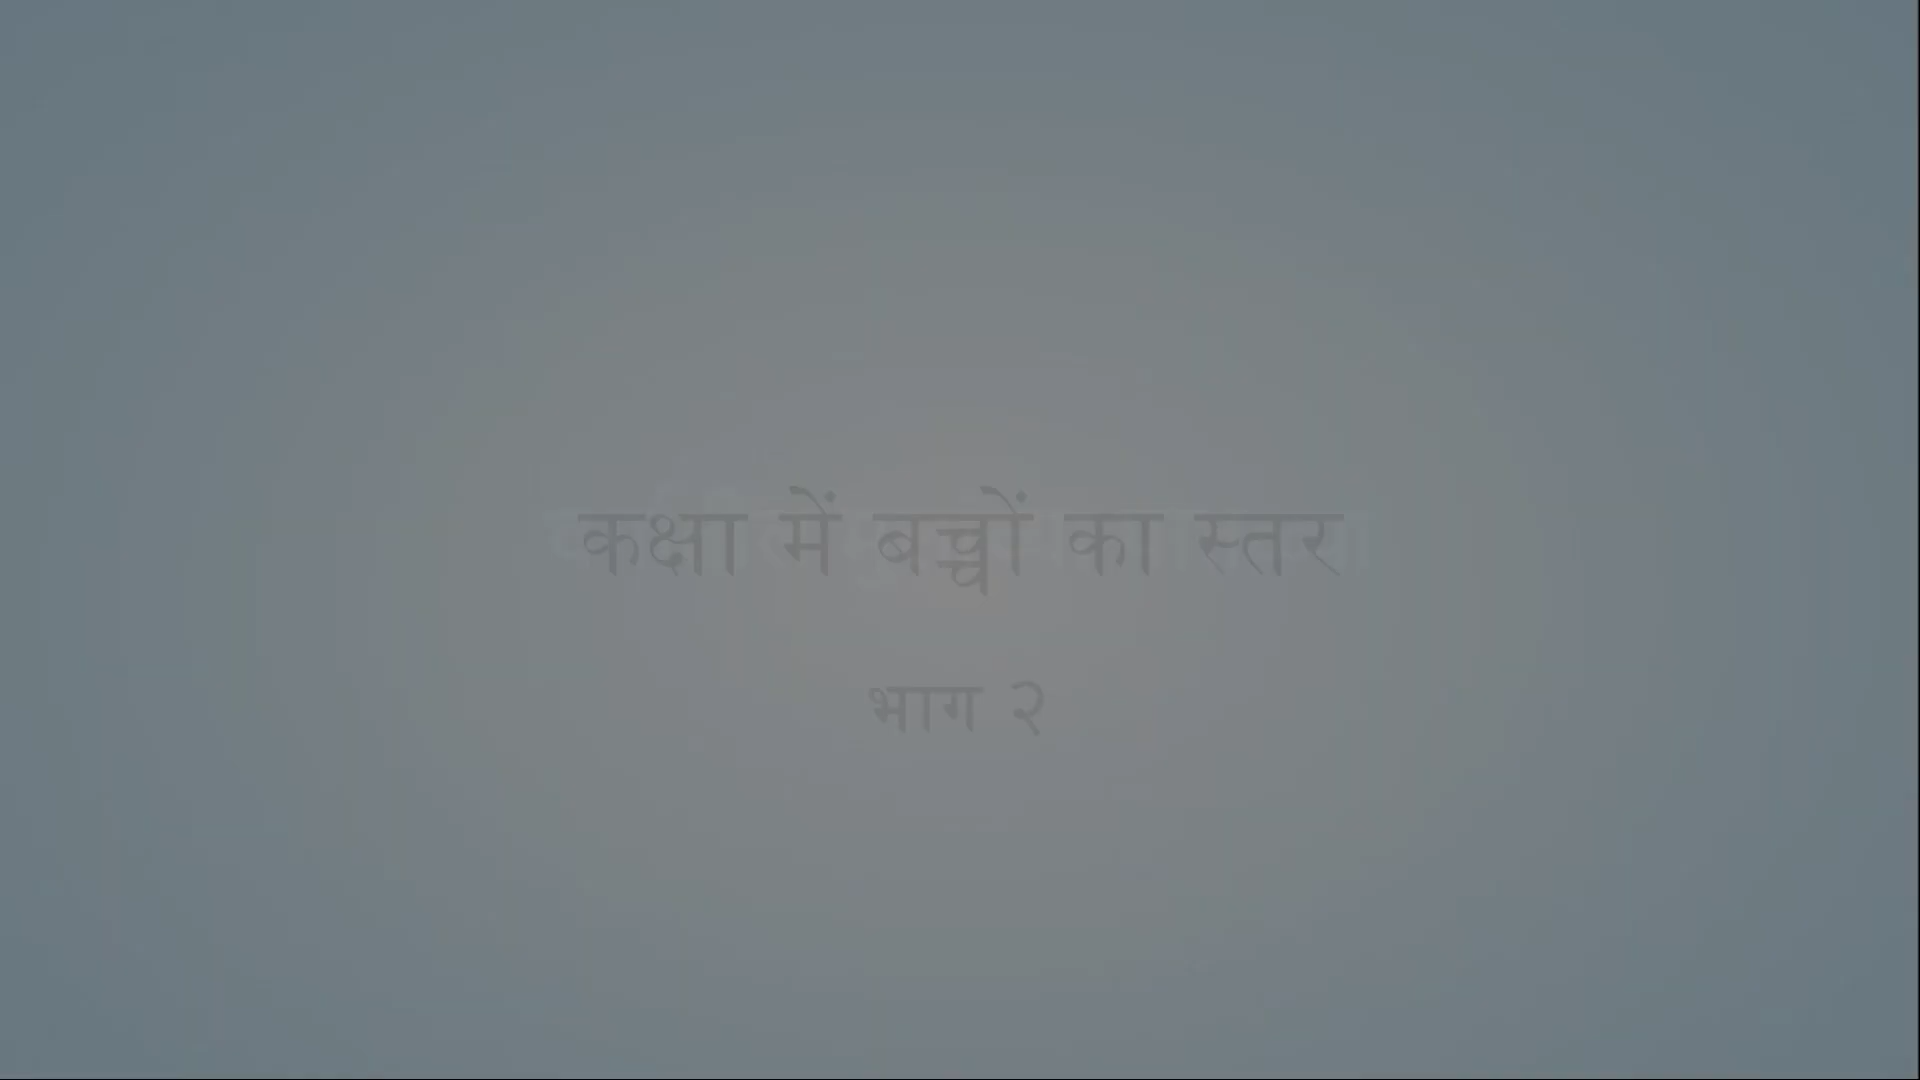 कक्षा में बच्चों का स्तर
भाग २